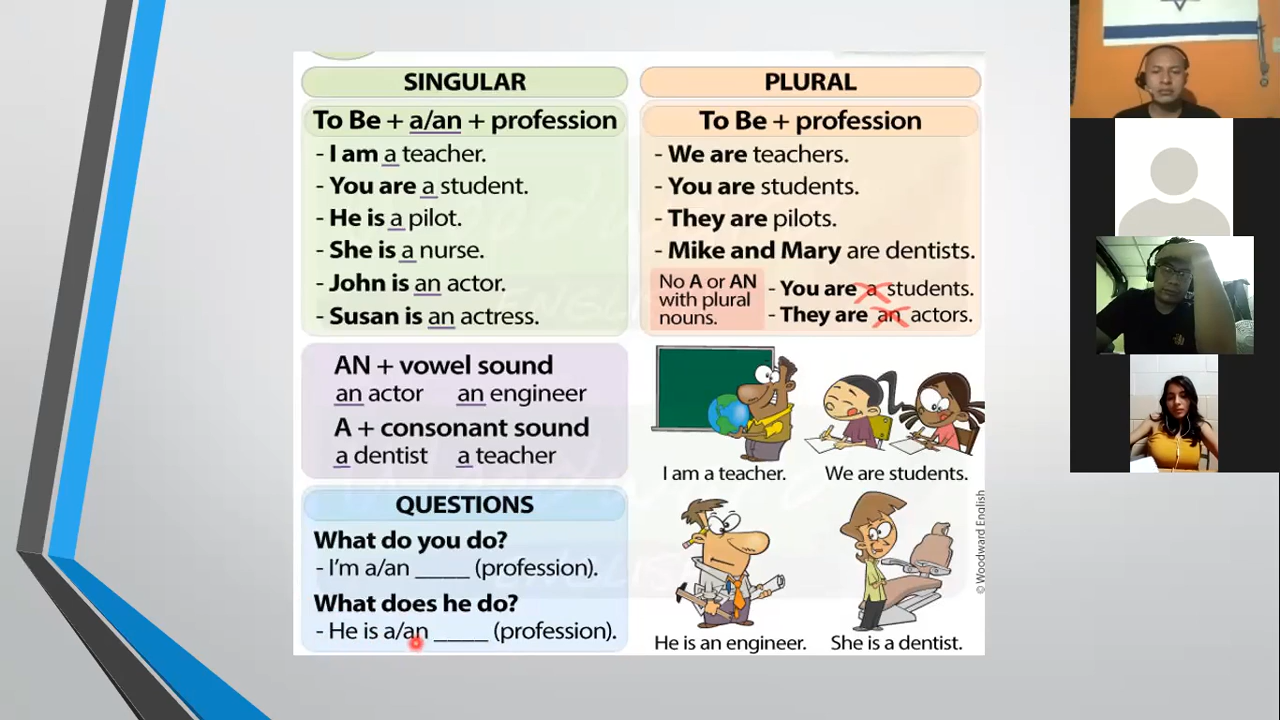 SINGULAR
To Be + a/an + profession
- I am a teacher.
- You are a student.
- He is a pilot.
- She is a nurse.
- John is an actor.
- Susan is an actress.
PLURAL
To Be + profession
- We are teachers.
- You are students.
- They are pilots.
- Mike and Mary are dentists.
No A or AN
with plural
nouns.
- You are a students.
- They are an actors.
AN + vowel sound
an actor an engineer
A + consonant sound
a dentist a teacher
QUESTIONS
What do you do?
- I'm a/an ____ (profession).
What does he do?
- He is a/an ____ (profession).
I am a teacher.
We are students.
He is an engineer.
She is a dentist.
© Woodward English